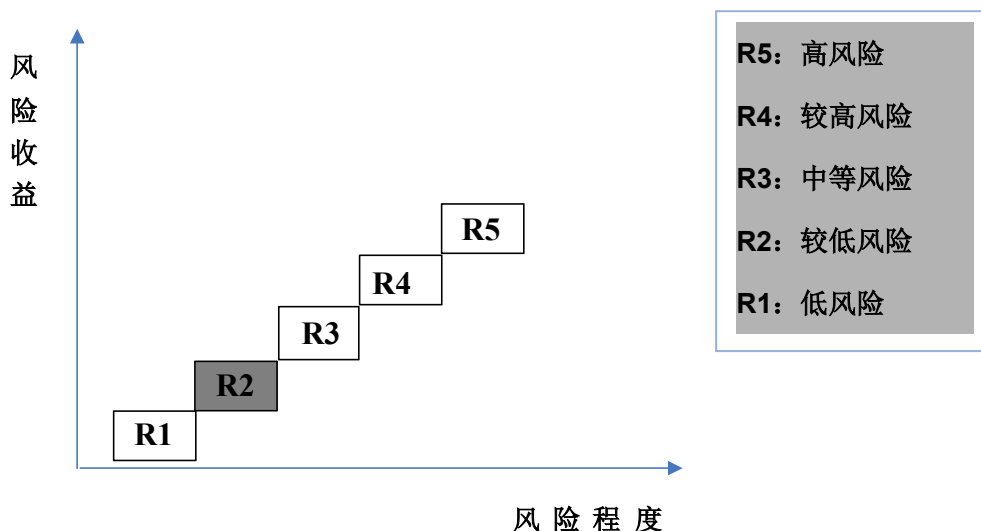 风险收益
R5
R4
R3
R2
R1
风险程度
R5：高风险
R4：较高风险
R3：中等风险
R2：较低风险
R1：低风险